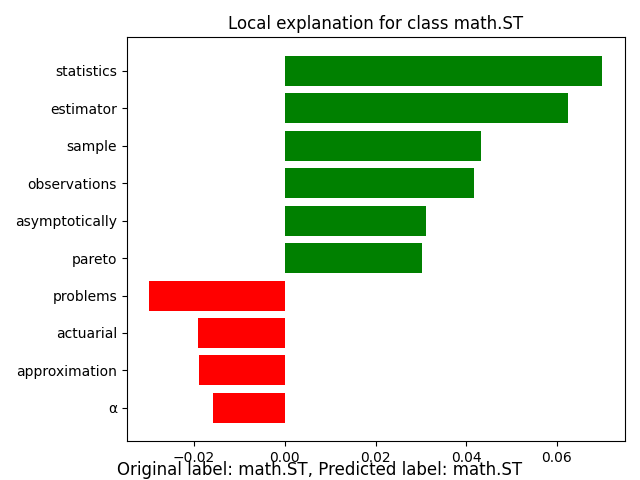 Local explanation for class math.ST
statistics
estimator
sample
observations
asymptotically
pareto
problems
actuarial
approximation
α
−0.02 0.00 0.02 0.04 0.06
Original label: math.ST, Predicted label: math.ST